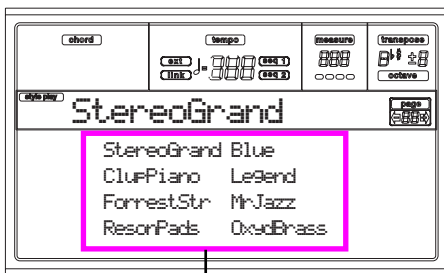 chord tempo measure transpose
ext seq 1
link seq 2
octave
style play
StereoGrand
page
StereoGrand Blue
ClupPiano Legend
ForrestStr MrJazz
ResonPads OxydBrass